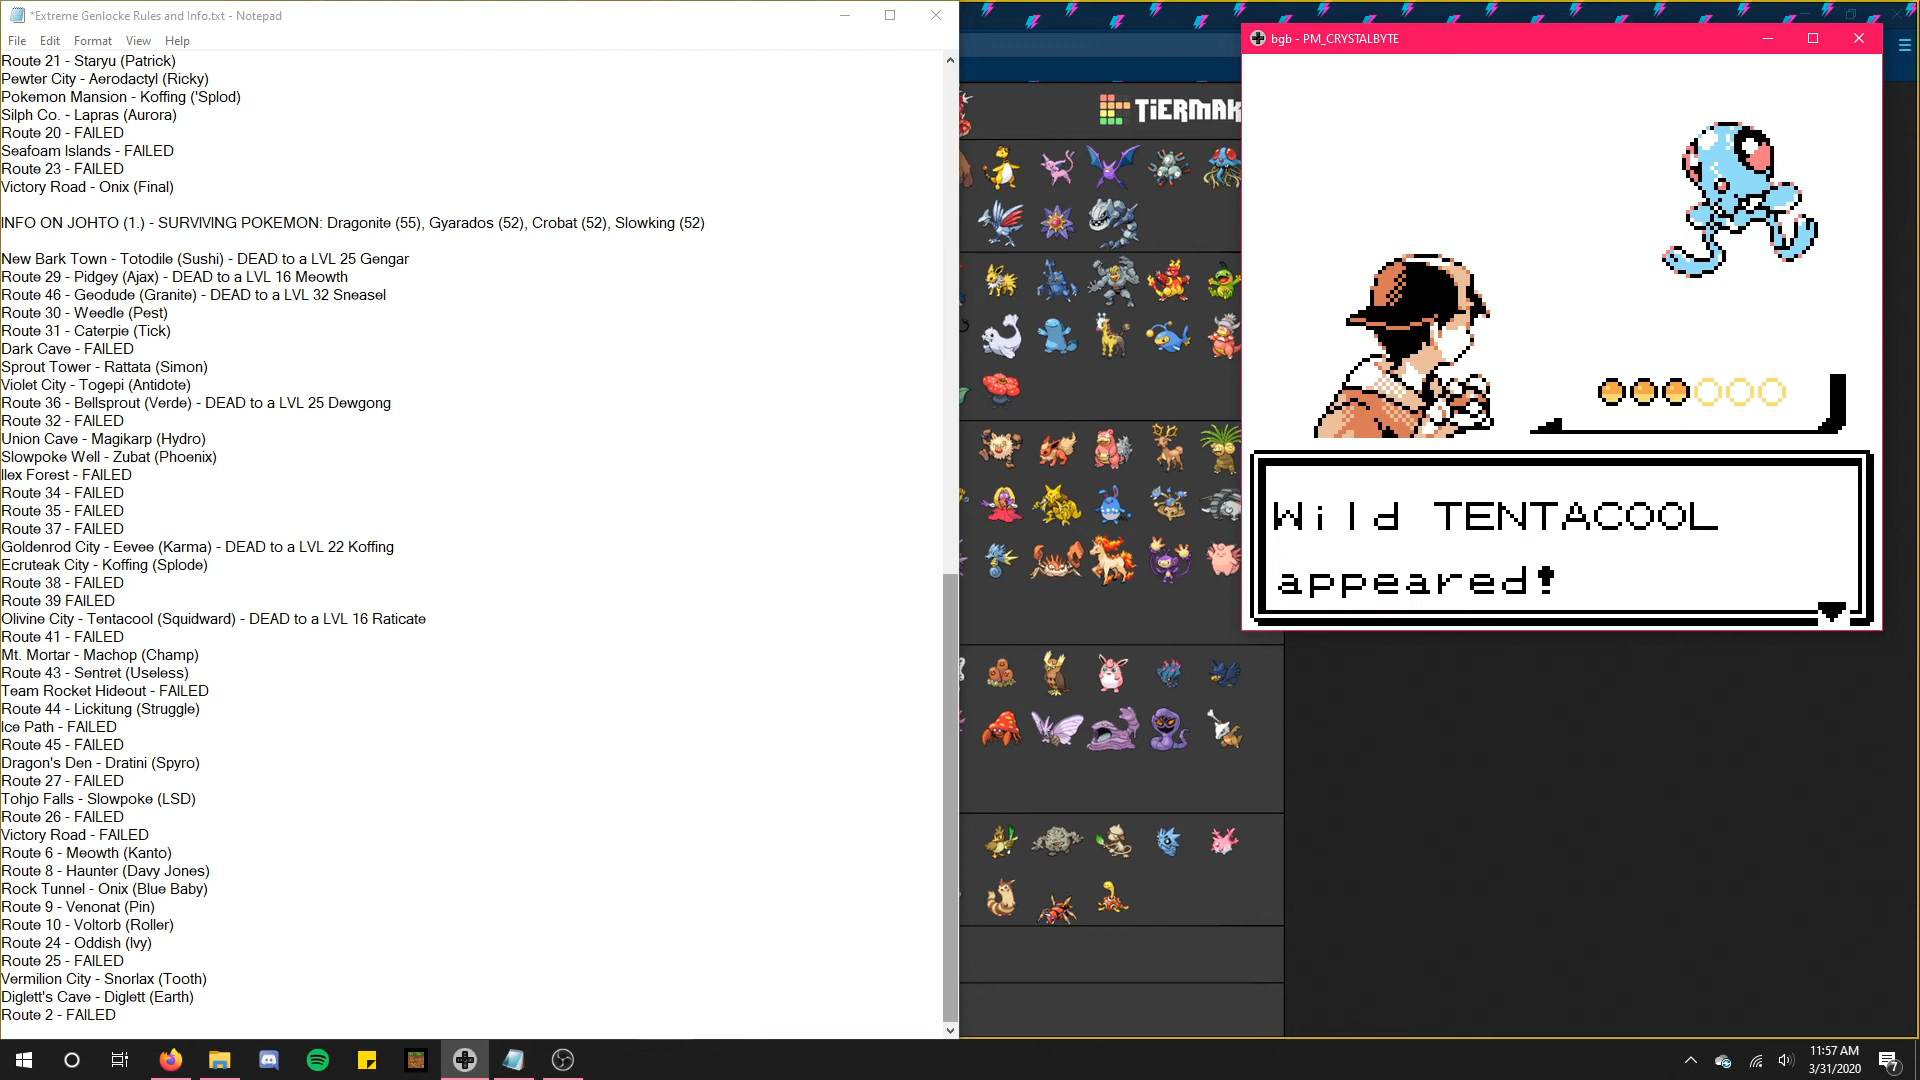 *Extreme Genlocke Rules and Info.txt - Notepad
File Edit Format View Help
Route 21 - Staryu (Patrick)
Pewter City - Aerodactyl (Ricky)
Pokemon Mansion - Koffing ('Splod)
Silph Co. - Lapras (Aurora)
Route 20 - FAILED
Seafoam Islands - FAILED
Route 23 - FAILED
Victory Road - Onix (Final)
INFO ON JOHTO (1.) - SURVIVING POKEMON: Dragonite (55), Gyarados (52), Crobat (52), Slowking (52)
New Bark Town - Totodile (Sushi) - DEAD to a LVL 25 Gengar
Route 29 - Pidgey (Ajax) - DEAD to a LVL 16 Meowth
Route 46 - Geodude (Granite) - DEAD to a LVL 32 Sneasel
Route 30 - Weedle (Pest)
Route 31 - Caterpie (Tick)
Dark Cave - FAILED
Sprout Tower - Rattata (Simon)
Violet City - Togepi (Antidote)
Route 36 - Bellsprout (Verde) - DEAD to a LVL 25 Dewgong
Route 32 - FAILED
Union Cave - Magikarp (Hydro)
Slowpoke Well - Zubat (Phoenix)
Ilex Forest - FAILED
Route 34 - FAILED
Route 35 - FAILED
Route 37 - FAILED
Goldenrod City - Eevee (Karma) - DEAD to a LVL 22 Koffing
Ecruteak City - Koffing (Splode)
Route 38 - FAILED
Route 39 FAILED
Olivine City - Tentacool (Squidward) - DEAD to a LVL 16 Raticate
Route 41 - FAILED
Mt. Mortar - Machop (Champ)
Route 43 - Sentret (Useless)
Team Rocket Hideout - FAILED
Route 44 - Lickitung (Struggle)
Ice Path - FAILED
Route 45 - FAILED
Dragon's Den - Dratini (Spyro)
Route 27 - FAILED
Tohjo Falls - Slowpoke (LSD)
Route 26 - FAILED
Victory Road - FAILED
Route 6 - Meowth (Kanto)
Route 8 - Haunter (Davy Jones)
Rock Tunnel - Onix (Blue Baby)
Route 9 - Venonat (Pin)
Route 10 - Voltorb (Roller)
Route 24 - Oddish (Ivy)
Route 25 - FAILED
Vermilion City - Snorlax (Tooth)
Diglett's Cave - Diglett (Earth)
Route 2 - FAILED
TiERMAK
bgb - PM_CRYSTALBYTE
Wild TENTACOOL
appeared!
11:57 AM
3/31/2020
7